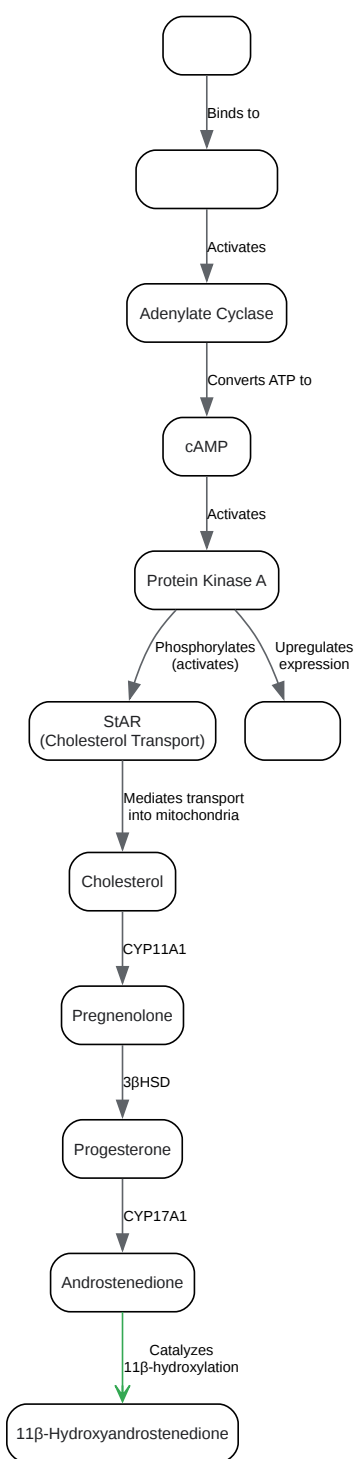 Binds to
Activates
Adenylate Cyclase
Converts ATP to
cAMP
Activates
Protein Kinase A
Phosphorylates
(activates)
Upregulates
expression
StAR
(Cholesterol Transport)
Mediates transport
into mitochondria
Cholesterol
CYP11A1
Pregnenolone
3βHSD
Progesterone
CYP17A1
Androstenedione
Catalyzes
11β-hydroxylation
11β-Hydroxyandrostenedione